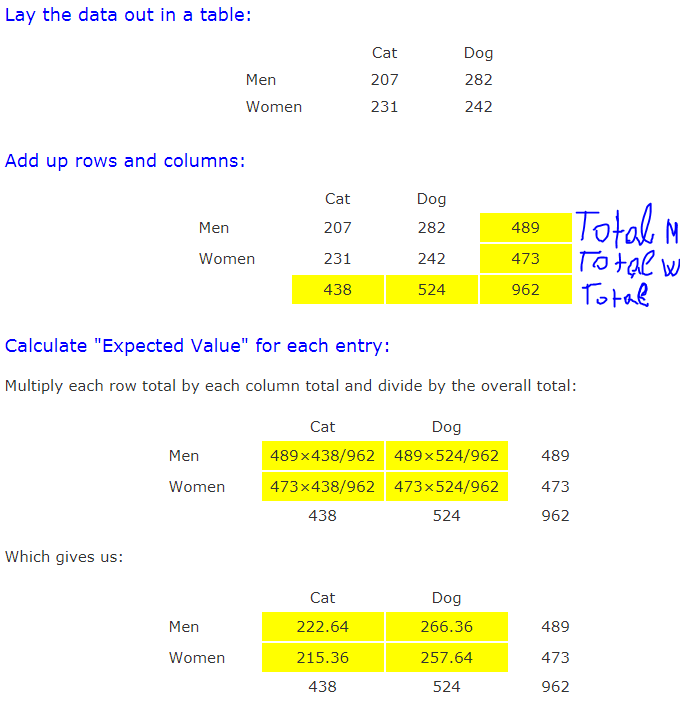 Lay the data out in a table:
Cat Dog
Men 207 282
Women 231 242
Add up rows and columns:
Cat Dog
Men 207 282 489 Total M
Women 231 242 473 Total W
438 524 962 Total
Calculate "Expected Value" for each entry:
Multiply each row total by each column total and divide by the overall total:
Cat Dog
Men 489×438/962 489×524/962 489
Women 473×438/962 473×524/962 473
438 524 962
Which gives us:
Cat Dog
Men 222.64 266.36 489
Women 215.36 257.64 473
438 524 962